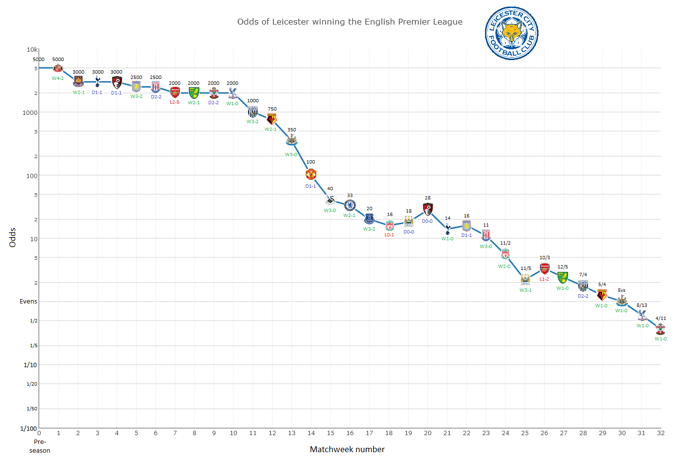 Odds of Leicester winning the English Premier League
LEICESTER CITY
FOOTBALL CLUB
10k
5
2
1000
5
2
100
5
2
10
5
2
Evens
1/2
1/5
1/10
1/20
1/50
1/100
Odds
5000 5000 3000 3000 3000 2500 2500 2000 2000 2000 2000 1000 750 350 100 40 33 20 16 18 28 14 16 11 11/2 11/5 10/3 12/5 7/4 5/4 Evs 8/13 4/11
W4-2 W2-1 D1-1 D1-1 W3-2 D2-2 L2-5 W2-1 D2-2 W1-0 W3-2 W2-1 W3-0 D1-1 W3-0 W2-1 W3-2 L0-1 D0-0 D0-0 W1-0 D1-1 W3-0 W2-0 W3-1 L1-2 W1-0 D2-2 W1-0 W1-0 W1-0 W1-0
0 1 2 3 4 5 6 7 8 9 10 11 12 13 14 15 16 17 18 19 20 21 22 23 24 25 26 27 28 29 30 31 32
Pre-
season
Matchweek number